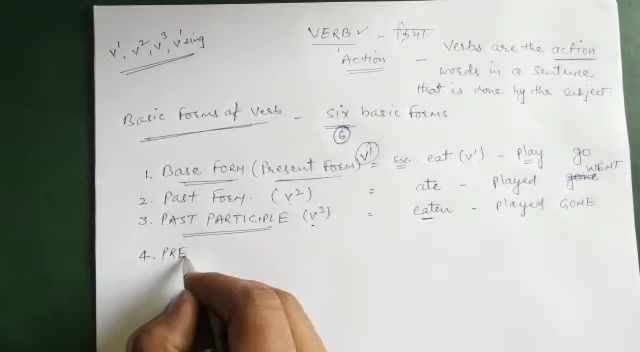 V¹, V², V³, V¹+ing
VERB ✓ - क्रिया
Action - Verbs are the action
words in a sentence
that is done by the subject
Basic Forms of Verb - six basic forms
6
1. BASE FORM (Present Form) V¹ = Ex. eat (V¹) - Play go
2. Past Form. (V²) = ate - Played gone WENT
3. PAST PARTICIPLE (V³) = eaten - Played GONE
4. PRE